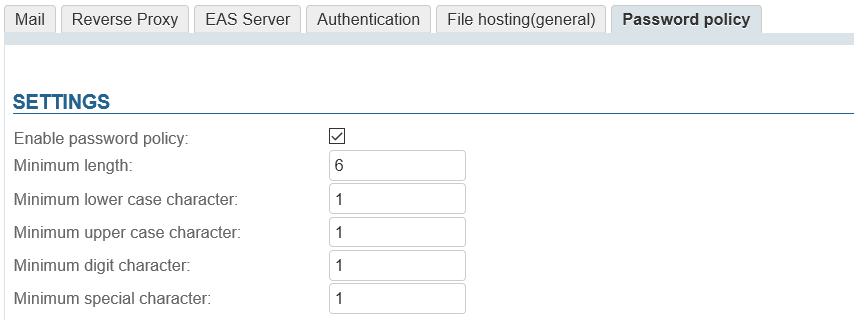 Mail Reverse Proxy EAS Server Authentication File hosting(general) Password policy
SETTINGS
Enable password policy:
Minimum length: 6
Minimum lower case character: 1
Minimum upper case character: 1
Minimum digit character: 1
Minimum special character: 1